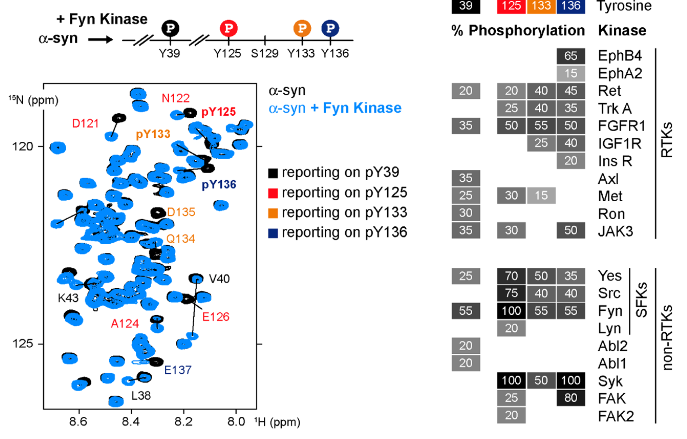 + Fyn Kinase
P P P P
α-syn
Y39 Y125 S129 Y133 Y136
¹⁵N (ppm)
120
125
8.6 8.4 8.2 8.0 ¹H (ppm)
N122
D121
pY125
pY133
pY136
D135
Q134
V40
K43
E126
A124
E137
L38
α-syn
α-syn + Fyn Kinase
reporting on pY39
reporting on pY125
reporting on pY133
reporting on pY136
39 125 133 136 Tyrosine
% Phosphorylation Kinase
65 EphB4
15 EphA2
20 20 40 45 Ret
25 40 35 Trk A
35 50 55 50 FGFR1
25 40 IGF1R
20 Ins R
35 Axl
25 30 15 Met
30 Ron
35 30 50 JAK3
RTKs
25 70 50 35 Yes
75 40 40 Src
55 100 55 55 Fyn
20 Lyn
SFKs
20 Abl2
20 Abl1
100 50 100 Syk
25 80 FAK
20 FAK2
non-RTKs